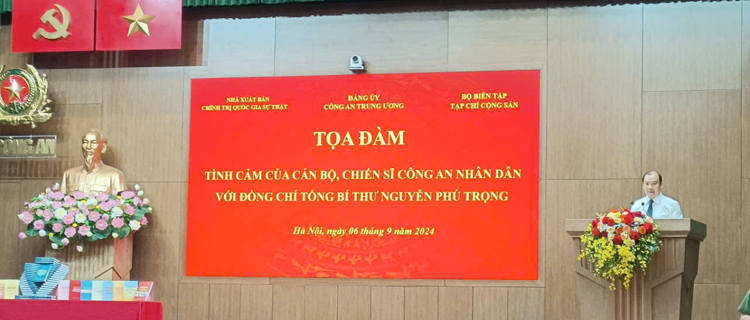 NHÀ XUẤT BẢN
CHÍNH TRỊ QUỐC GIA SỰ THẬT
ĐẢNG ỦY
CÔNG AN TRUNG ƯƠNG
BỘ BIÊN TẬP
TẠP CHÍ CỘNG SẢN
TỌA ĐÀM
TÌNH CẢM CỦA CÁN BỘ, CHIẾN SĨ CÔNG AN NHÂN DÂN
VỚI ĐỒNG CHÍ TỔNG BÍ THƯ NGUYỄN PHÚ TRỌNG
Hà Nội, ngày 06 tháng 9 năm 2024